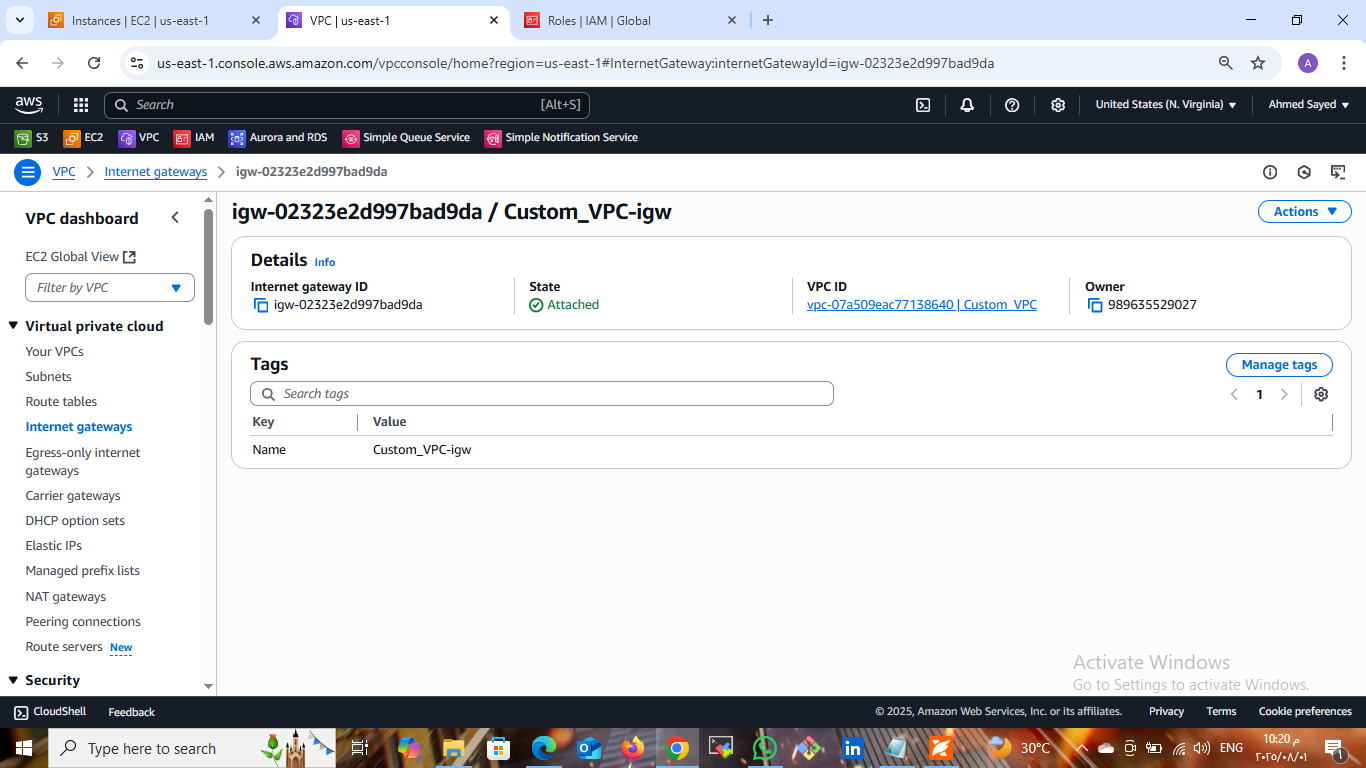 Instances | EC2 | us-east-1
VPC | us-east-1
Roles | IAM | Global
us-east-1.console.aws.amazon.com/vpcconsole/home?region=us-east-1#InternetGateway:internetGatewayId=igw-02323e2d997bad9da
A
aws
Search [Alt+S]
United States (N. Virginia)
Ahmed Sayed
S3 EC2 VPC IAM Aurora and RDS Simple Queue Service Simple Notification Service
VPC Internet gateways igw-02323e2d997bad9da
VPC dashboard
EC2 Global View
Filter by VPC
Virtual private cloud
Your VPCs
Subnets
Route tables
Internet gateways
Egress-only internet
gateways
Carrier gateways
DHCP option sets
Elastic IPs
Managed prefix lists
NAT gateways
Peering connections
Route servers New
Security
igw-02323e2d997bad9da / Custom_VPC-igw
Actions
Details Info
Internet gateway ID
igw-02323e2d997bad9da
State
Attached
VPC ID
vpc-07a509eac77138640 | Custom_VPC
Owner
989635529027
Tags
Manage tags
Search tags
1
Key Value
Name Custom_VPC-igw
Activate Windows
Go to Settings to activate Windows.
CloudShell Feedback
© 2025, Amazon Web Services, Inc. or its affiliates. Privacy Terms Cookie preferences
Type here to search
30°C
ENG
10:20 م
٢٠٢٥/٠٨/٠١
1